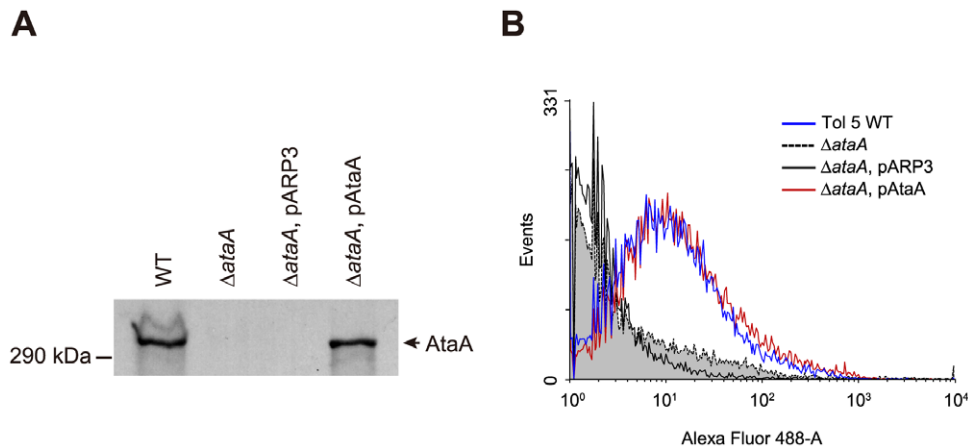 A
WT
ΔataA
ΔataA, pARP3
ΔataA, pAtaA
290 kDa
AtaA
B
331
Events
0
Tol 5 WT
ΔataA
ΔataA, pARP3
ΔataA, pAtaA
10⁰ 10¹ 10² 10³ 10⁴
Alexa Fluor 488-A